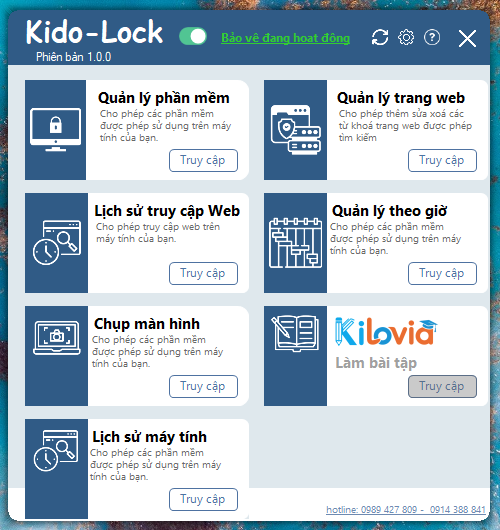 Kido-Lock
Bảo vê đang hoat đông
Phiên bản 1.0.0
Quản lý phần mềm
Cho phép các phần mềm
được phép sử dụng trên máy
tính của bạn.
Truy cập
Quản lý trang web
Cho phép thêm sửa xoá các
từ khoá trang web được phép
tìm kiếm
Truy cập
Lịch sử truy cập Web
Cho phép truy cập web trên
máy tính của bạn.
Truy cập
Quản lý theo giờ
Cho phép các phần mềm
được phép sử dụng trên máy
tính của bạn.
Truy cập
Chụp màn hình
Cho phép các phần mềm
được phép sử dụng trên máy
tính của bạn.
Truy cập
Kilovia
Làm bài tập
Truy cập
Lịch sử máy tính
Cho phép các phần mềm
được phép sử dụng trên máy
tính của bạn.
Truy cập
hotline: 0989 427 809 - 0914 388 841